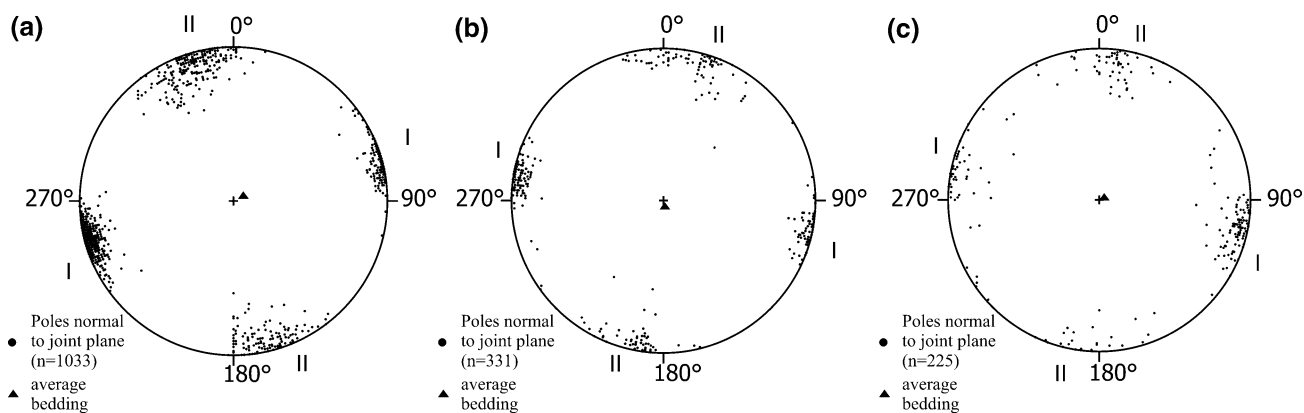 (a)
II
0°
I
270°
90°
I
Poles normal
to joint plane
(n=1033)
average
bedding
II
180°
(b)
0°
II
I
270°
90°
I
Poles normal
to joint plane
(n=331)
average
bedding
II
180°
(c)
0°
II
I
270°
90°
I
Poles normal
to joint plane
(n=225)
average
bedding
II
180°